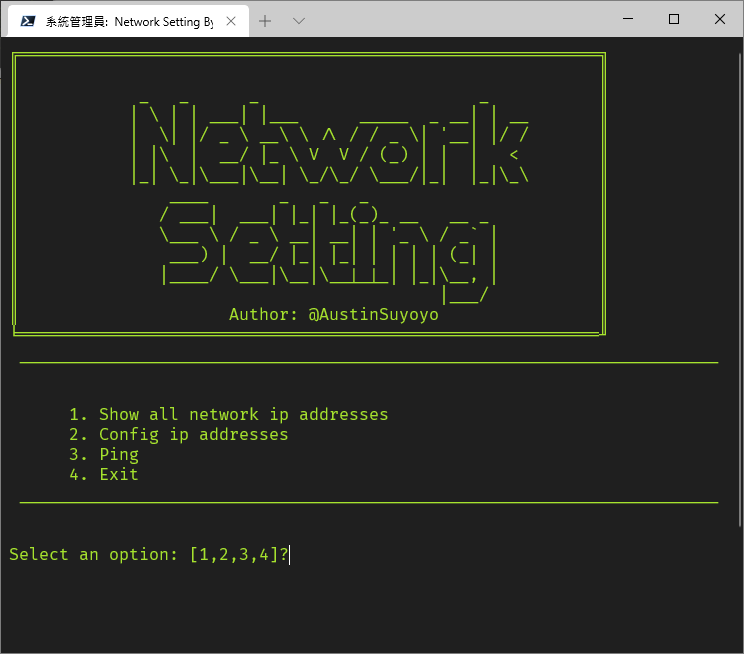 系統管理員: Network Setting By
Network
Setting
Author: @AustinSuyoyo
1. Show all network ip addresses
2. Config ip addresses
3. Ping
4. Exit
Select an option: [1,2,3,4]?